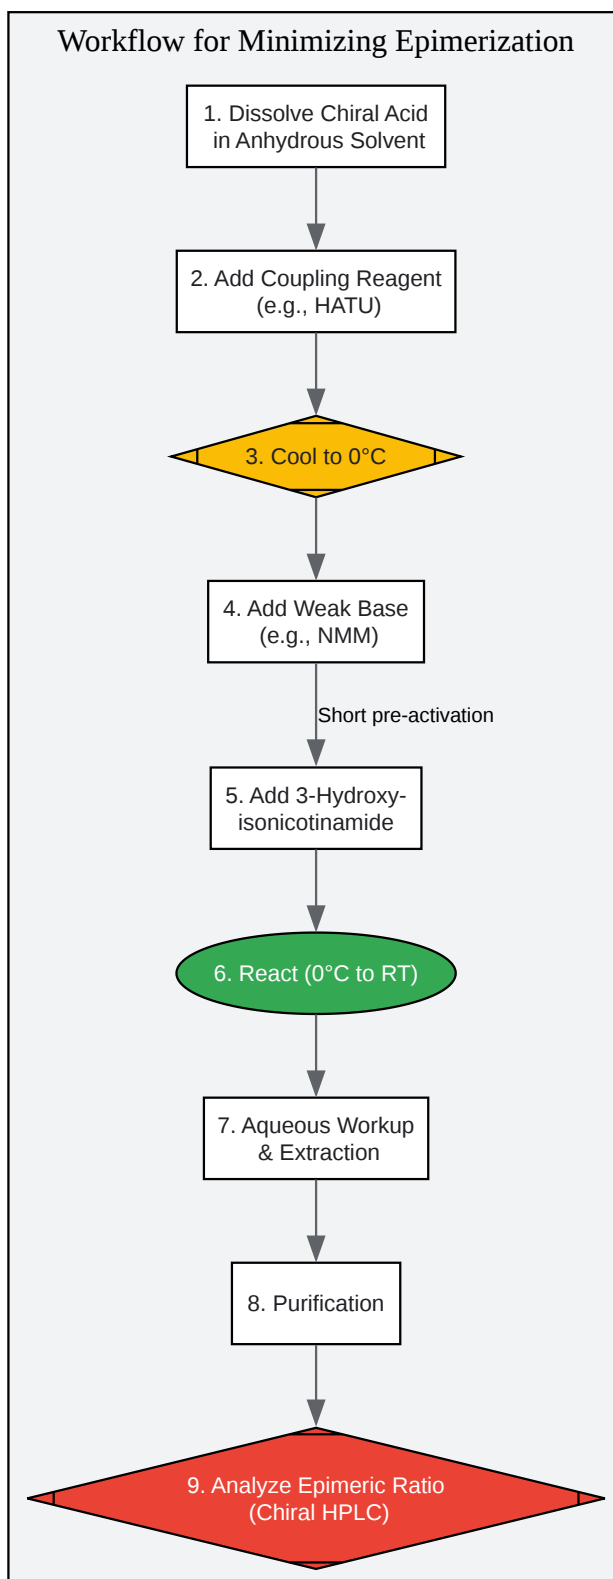 Workflow for Minimizing Epimerization
1. Dissolve Chiral Acid
in Anhydrous Solvent
2. Add Coupling Reagent
(e.g., HATU)
3. Cool to 0°C
4. Add Weak Base
(e.g., NMM)
Short pre-activation
5. Add 3-Hydroxy-
isonicotinamide
6. React (0°C to RT)
7. Aqueous Workup
& Extraction
8. Purification
9. Analyze Epimeric Ratio
(Chiral HPLC)